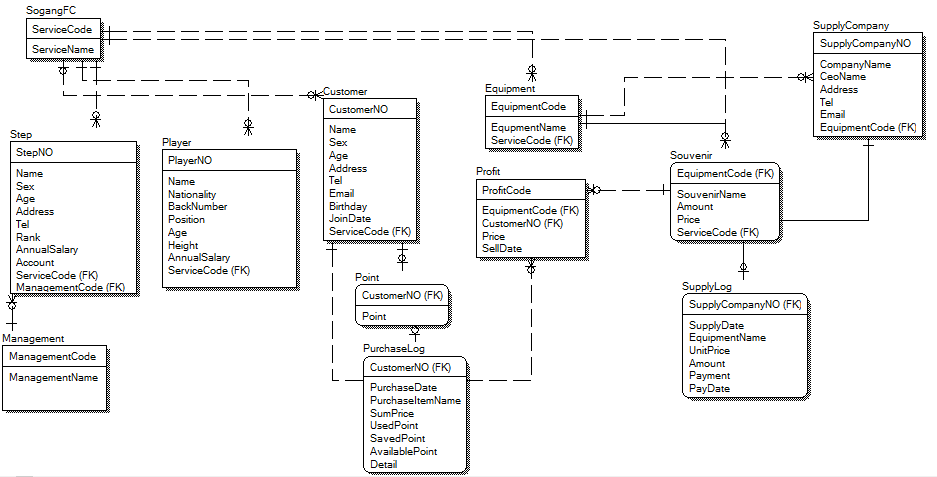 SogangFC
ServiceCode
ServiceName
SupplyCompany
SupplyCompanyNO
CompanyName
CeoName
Address
Tel
Email
EquipmentCode (FK)
Equipment
EquipmentCode
EqupmentName
ServiceCode (FK)
Customer
CustomerNO
Name
Sex
Age
Address
Tel
Email
Birthday
JoinDate
ServiceCode (FK)
Step
StepNO
Name
Sex
Age
Address
Tel
Rank
AnnualSalary
Account
ServiceCode (FK)
ManagementCode (FK)
Player
PlayerNO
Name
Nationality
BackNumber
Position
Age
Height
AnnualSalary
ServiceCode (FK)
Souvenir
EquipmentCode (FK)
SouvenirName
Amount
Price
ServiceCode (FK)
Profit
ProfitCode
EquipmentCode (FK)
CustomerNO (FK)
Price
SellDate
Point
CustomerNO (FK)
Point
SupplyLog
SupplyCompanyNO (FK)
SupplyDate
EquipmentName
UnitPrice
Amount
Payment
PayDate
Management
ManagementCode
ManagementName
PurchaseLog
CustomerNO (FK)
PurchaseDate
PurchaseItemName
SumPrice
UsedPoint
SavedPoint
AvailablePoint
Detail